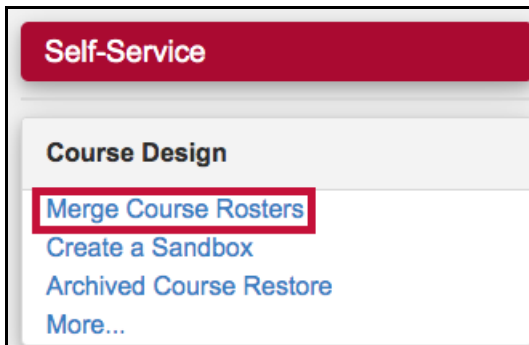 Self-Service
Course Design
Merge Course Rosters
Create a Sandbox
Archived Course Restore
More...